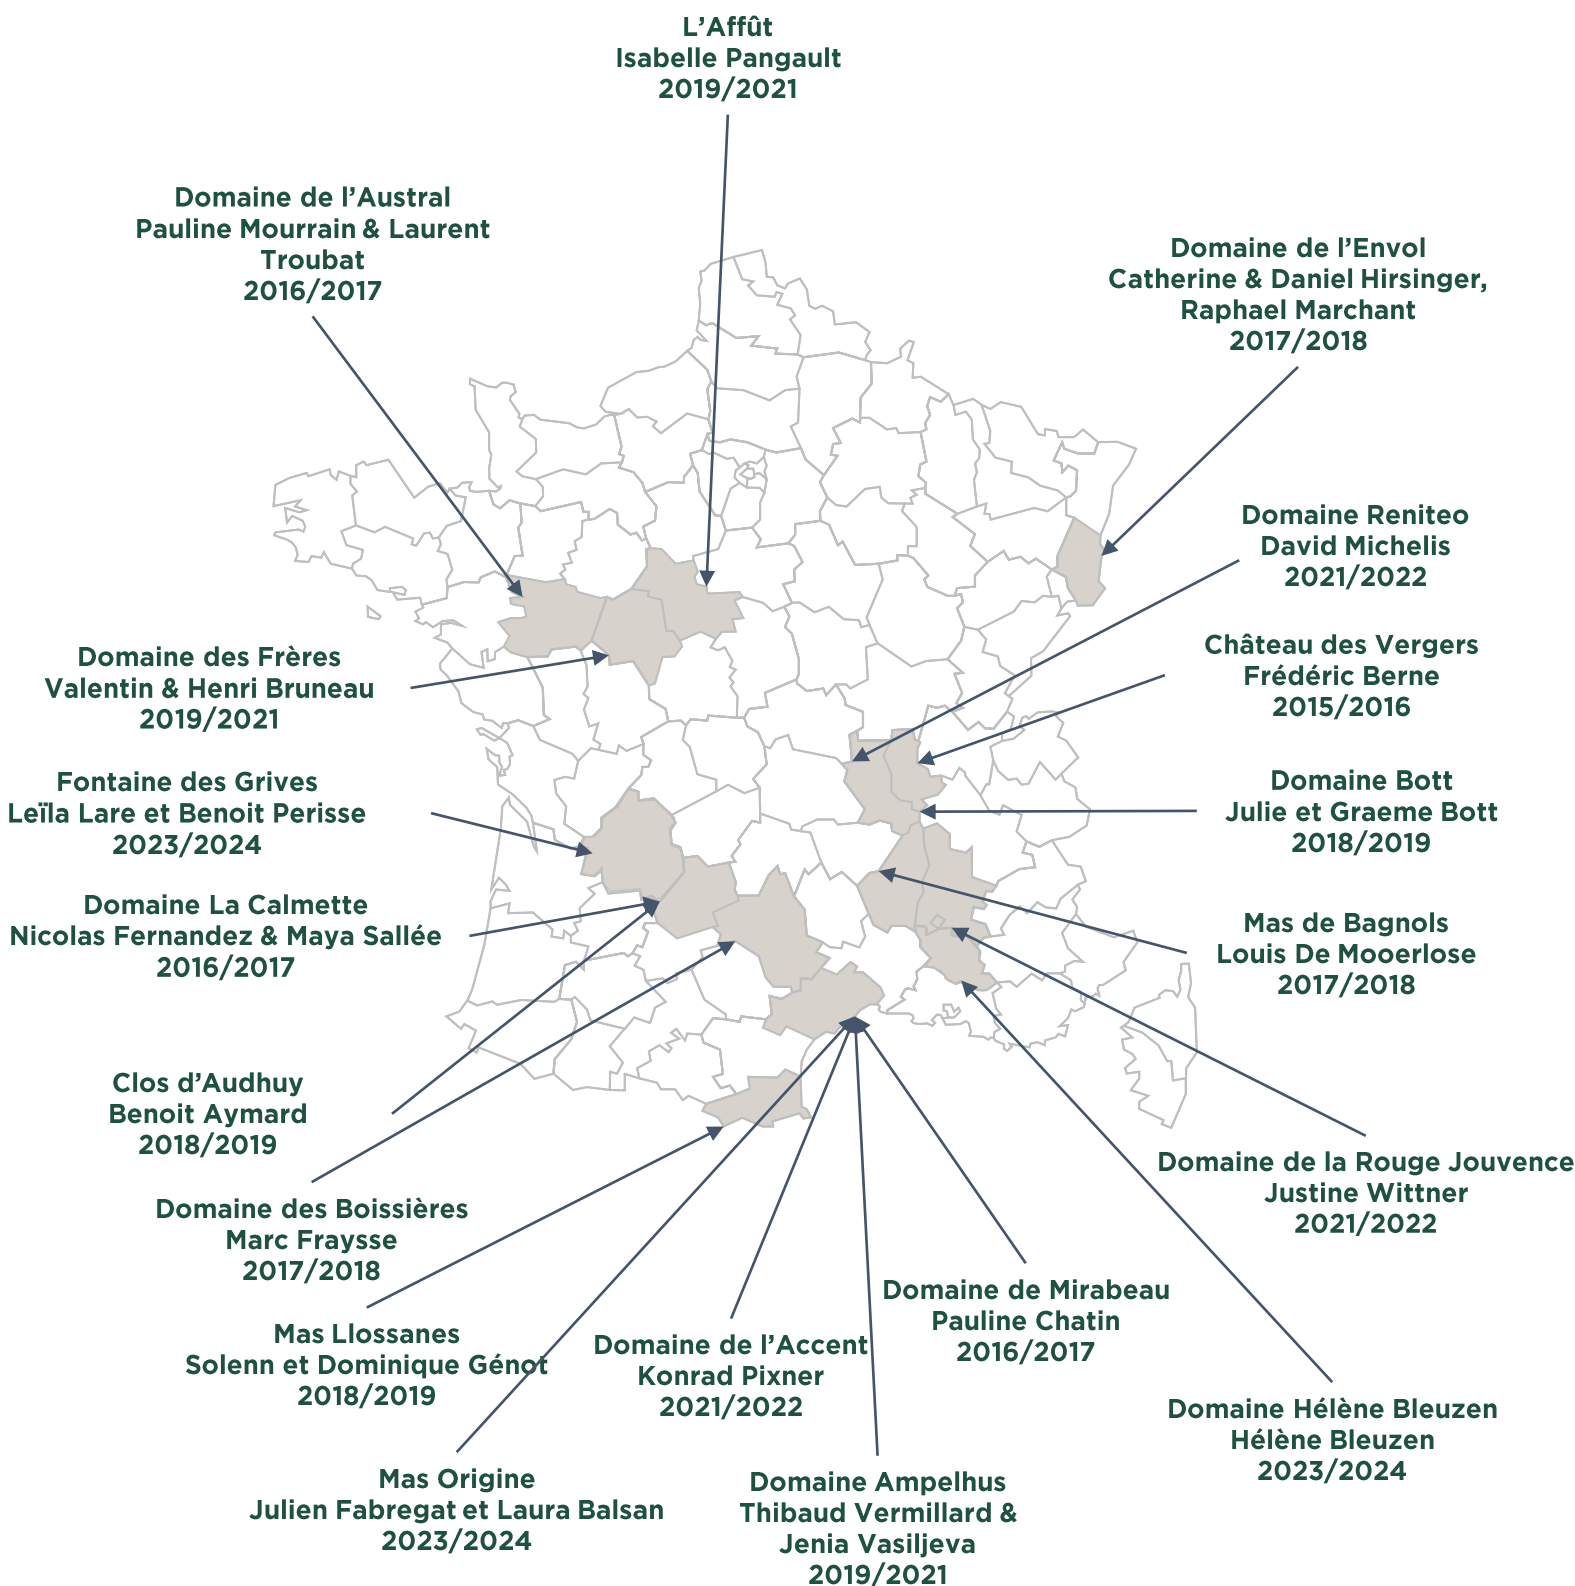 L’Affût
Isabelle Pangault
2019/2021
Domaine de l’Austral
Pauline Mourrain & Laurent
Troubat
2016/2017
Domaine de l’Envol
Catherine & Daniel Hirsinger,
Raphael Marchant
2017/2018
Domaine Reniteo
David Michelis
2021/2022
Domaine des Frères
Valentin & Henri Bruneau
2019/2021
Château des Vergers
Frédéric Berne
2015/2016
Fontaine des Grives
Leïla Lare et Benoit Perisse
2023/2024
Domaine Bott
Julie et Graeme Bott
2018/2019
Domaine La Calmette
Nicolas Fernandez & Maya Sallée
2016/2017
Mas de Bagnols
Louis De Mooerlose
2017/2018
Clos d’Audhuy
Benoit Aymard
2018/2019
Domaine de la Rouge Jouvence
Justine Wittner
2021/2022
Domaine des Boissières
Marc Fraysse
2017/2018
Domaine de Mirabeau
Pauline Chatin
2016/2017
Mas Llossanes
Solenn et Dominique Génot
2018/2019
Domaine de l’Accent
Konrad Pixner
2021/2022
Domaine Hélène Bleuzen
Hélène Bleuzen
2023/2024
Mas Origine
Julien Fabregat et Laura Balsan
2023/2024
Domaine Ampelhus
Thibaud Vermillard &
Jenia Vasiljeva
2019/2021